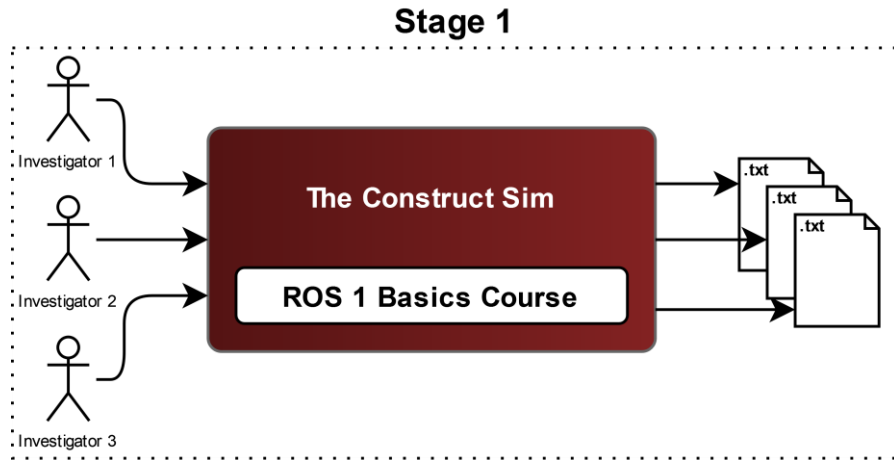 Stage 1
Investigator 1
Investigator 2
Investigator 3
The Construct Sim
ROS 1 Basics Course
.txt
.txt
.txt